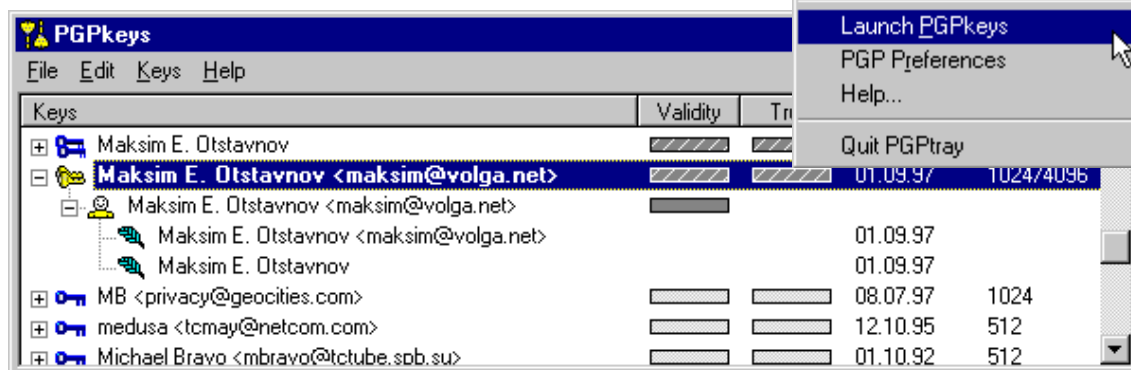 PGPkeys
File Edit Keys Help
Launch PGPkeys
PGP Preferences
Help...
Quit PGPtray
Keys Validity
Maksim E. Otstavnov
Maksim E. Otstavnov <maksim@volga.net> 01.09.97 1024/4096
Maksim E. Otstavnov <maksim@volga.net>
Maksim E. Otstavnov <maksim@volga.net> 01.09.97
Maksim E. Otstavnov 01.09.97
MB <privacy@geocities.com> 08.07.97 1024
medusa <tcmay@netcom.com> 12.10.95 512
Michael Bravo <mbravo@tctube.spb.su> 01.10.92 512